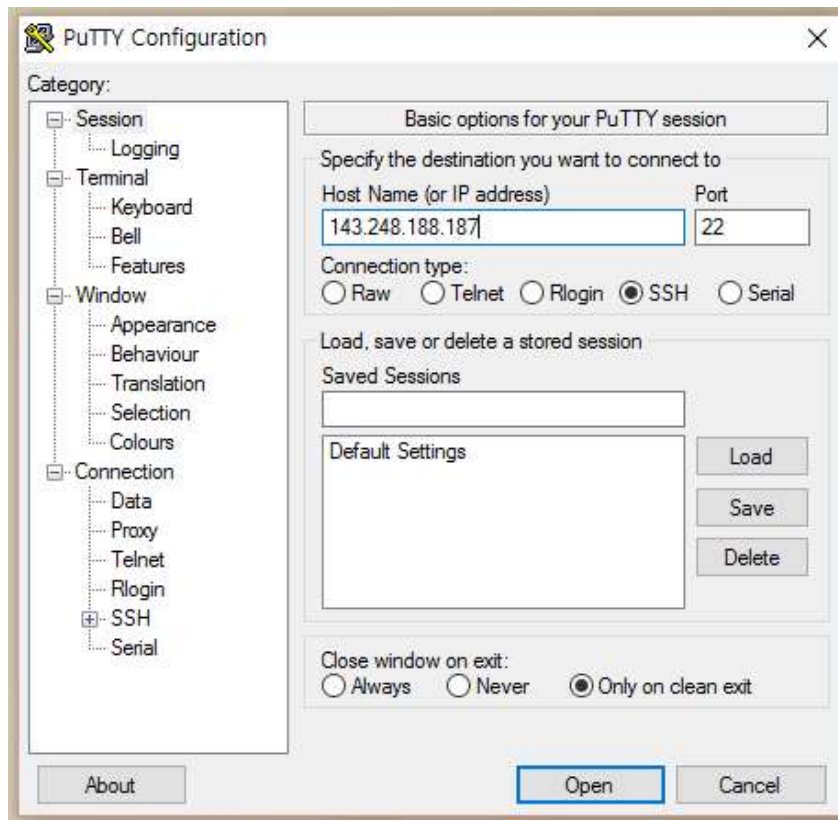 PuTTY Configuration
Category:
Session
Logging
Terminal
Keyboard
Bell
Features
Window
Appearance
Behaviour
Translation
Selection
Colours
Connection
Data
Proxy
Telnet
Rlogin
SSH
Serial
Basic options for your PuTTY session
Specify the destination you want to connect to
Host Name (or IP address) Port
143.248.188.187 22
Connection type:
Raw Telnet Rlogin SSH Serial
Load, save or delete a stored session
Saved Sessions
Default Settings
Load
Save
Delete
Close window on exit:
Always Never Only on clean exit
About Open Cancel